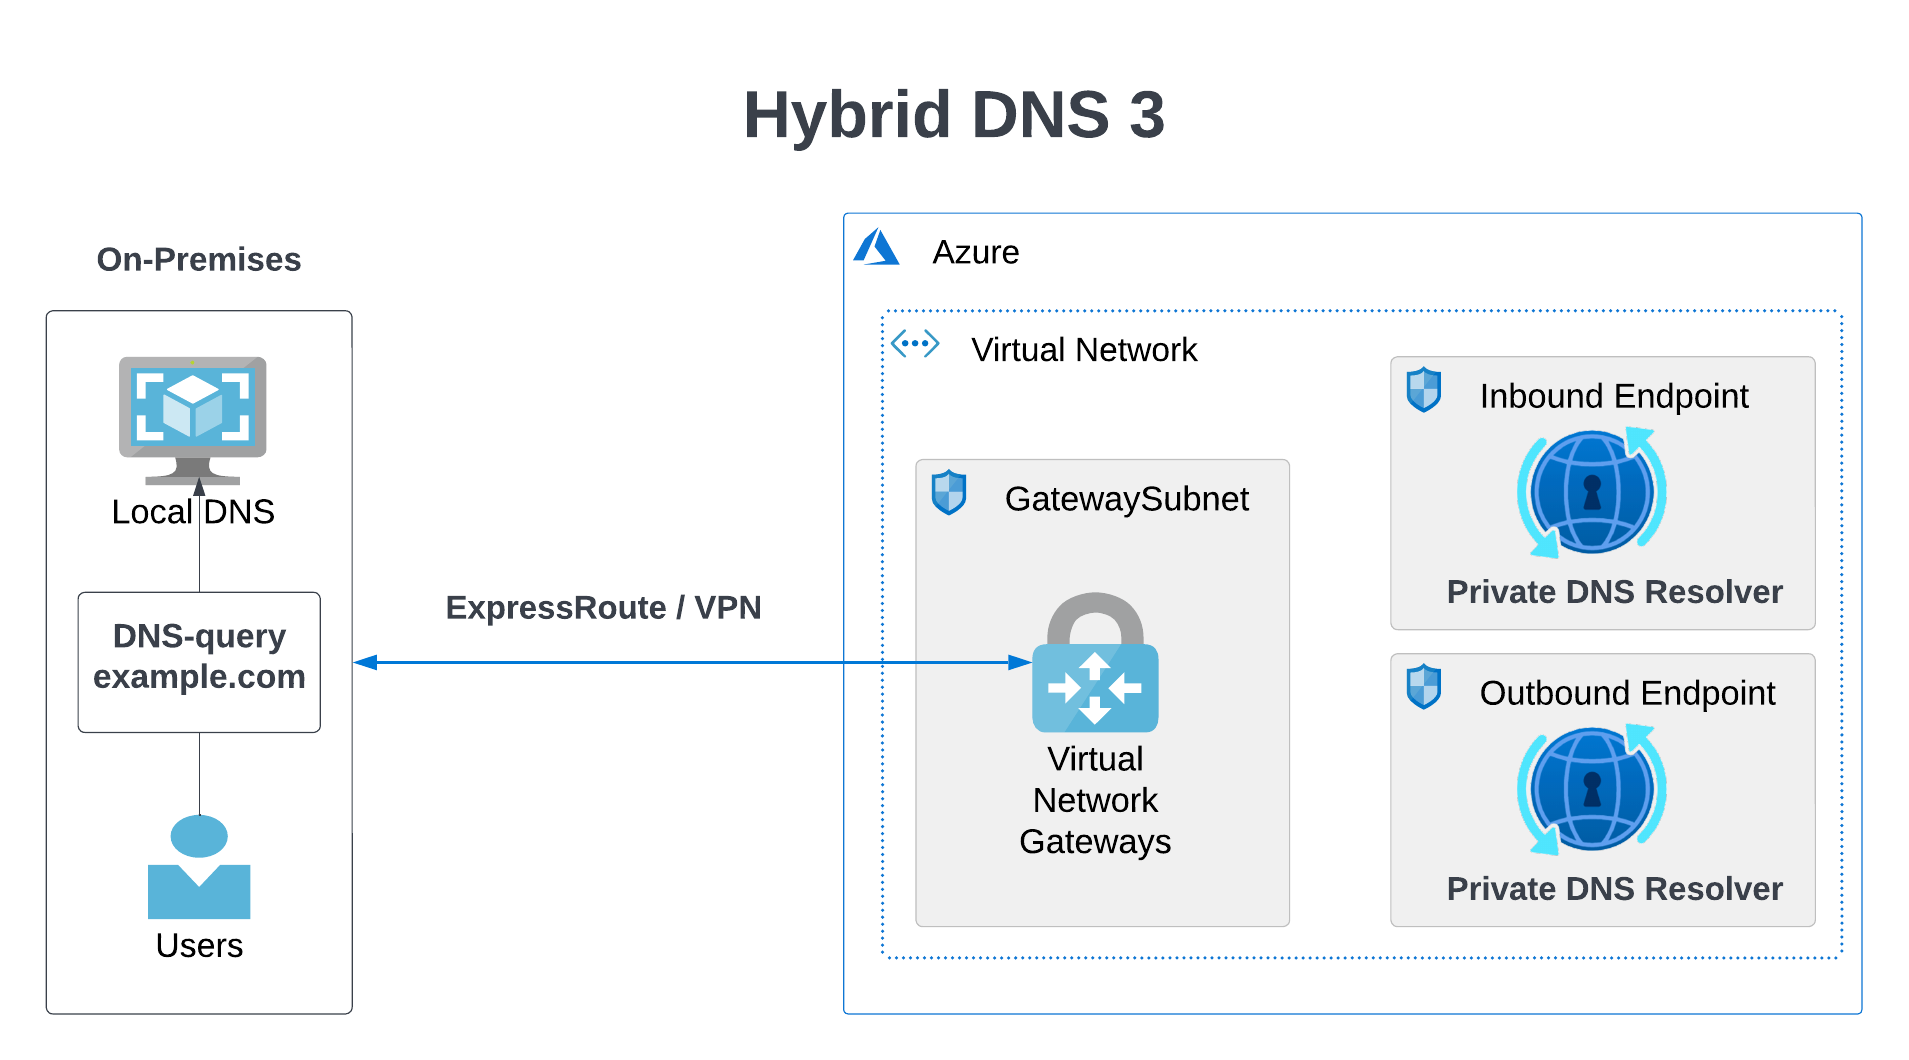 Hybrid DNS 3
On-Premises
Local DNS
DNS-query
example.com
Users
ExpressRoute / VPN
Azure
Virtual Network
GatewaySubnet
Virtual
Network
Gateways
Inbound Endpoint
Private DNS Resolver
Outbound Endpoint
Private DNS Resolver